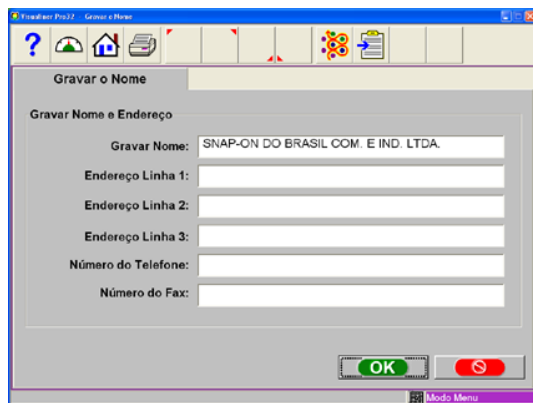 Visualiner Pro32 Gravar o Nome
?
Gravar o Nome
Gravar Nome e Endereço
Gravar Nome: SNAP-ON DO BRASIL COM. E IND. LTDA.
Endereço Linha 1:
Endereço Linha 2:
Endereço Linha 3:
Número do Telefone:
Número do Fax:
OK
Modo Menu